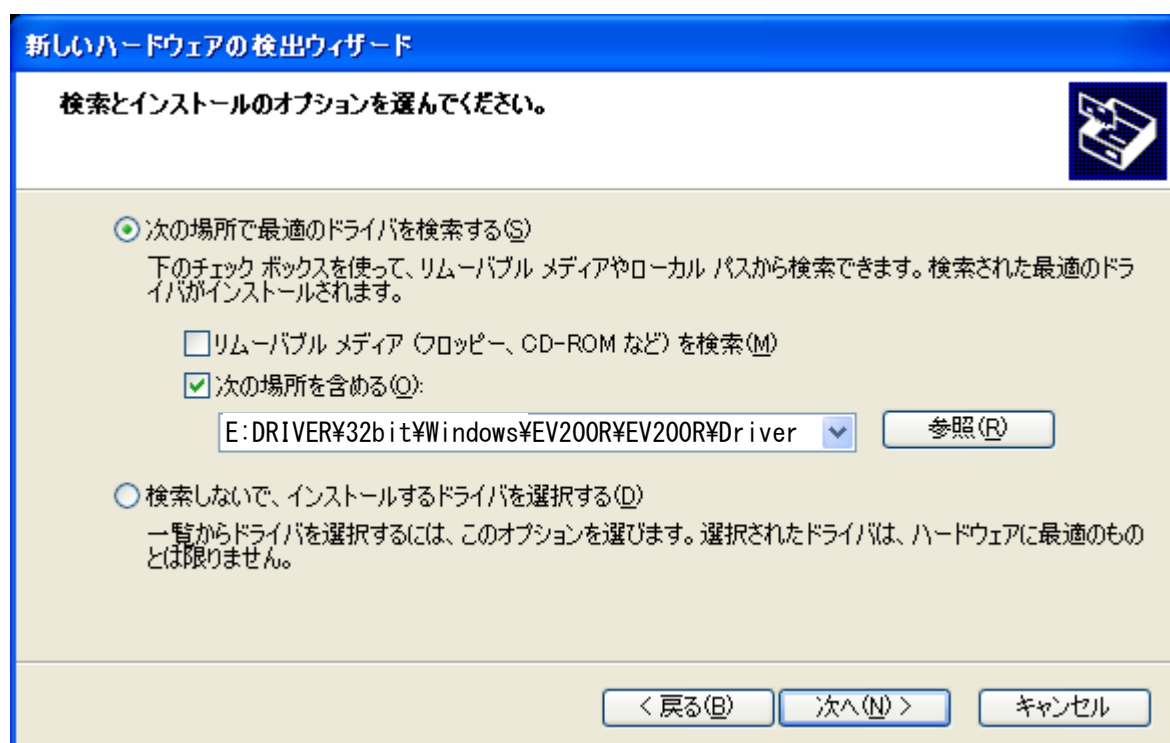 新しいハードウェアの検出ウィザード
検索とインストールのオプションを選んでください。
次の場所で最適のドライバを検索する(S)
下のチェック ボックスを使って、リムーバブル メディアやローカル パスから検索できます。検索された最適のドラ
イバがインストールされます。
リムーバブル メディア (フロッピー、CD-ROM など) を検索(M)
次の場所を含める(O):
E:DRIVER¥32bit¥Windows¥EV200R¥EV200R¥Driver
参照(R)
検索しないで、インストールするドライバを選択する(D)
一覧からドライバを選択するには、このオプションを選びます。選択されたドライバは、ハードウェアに最適のもの
とは限りません。
< 戻る(B)
次へ(N) >
キャンセル